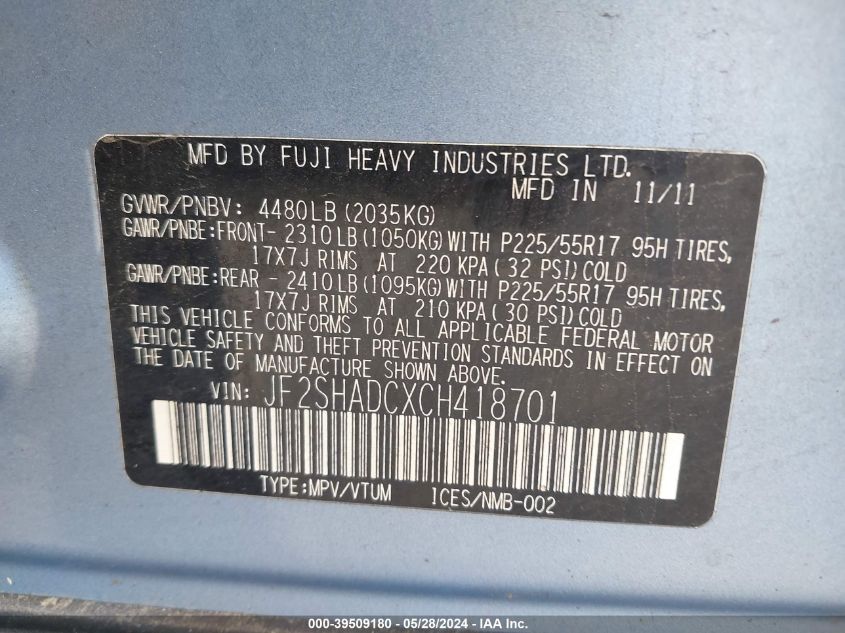 MFD BY FUJI HEAVY INDUSTRIES LTD.
MFD IN 11/11
GVWR/PNBV: 4480LB (2035KG)
GAWR/PNBE:FRONT- 2310LB (1050KG) WITH P225/55R17 95H TIRES,
17X7J RIMS AT 220 KPA (32 PSI) COLD
GAWR/PNBE:REAR - 2410LB (1095KG) WITH P225/55R17 95H TIRES,
17X7J RIMS AT 210 KPA (30 PSI) COLD
THIS VEHICLE CONFORMS TO ALL APPLICABLE FEDERAL MOTOR
VEHICLE SAFETY AND THEFT PREVENTION STANDARDS IN EFFECT ON
THE DATE OF MANUFACTURE SHOWN ABOVE.
VIN: JF2SHADCXCH418701
TYPE:MPV/VTUM ICES/NMB-002
000-39509180 - 05/28/2024 - IAA Inc.